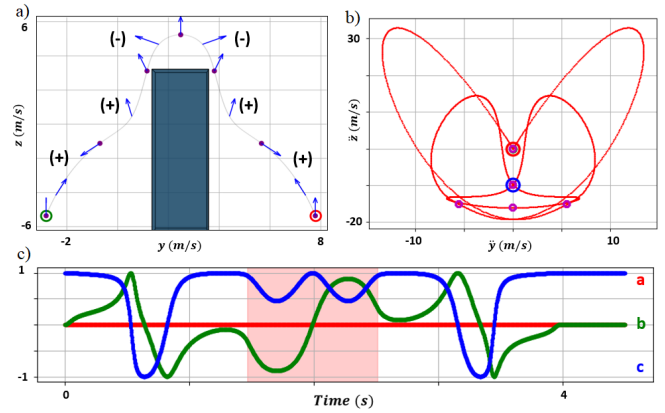 a)
6
(-)
(-)
(+)
(+)
(+)
(+)
z (m/s)
-6
-2
8
y (m/s)
b)
30
z̈ (m/s)
-20
-10
10
ÿ (m/s)
c)
1
a
b
-1
c
0
4
Time (s)